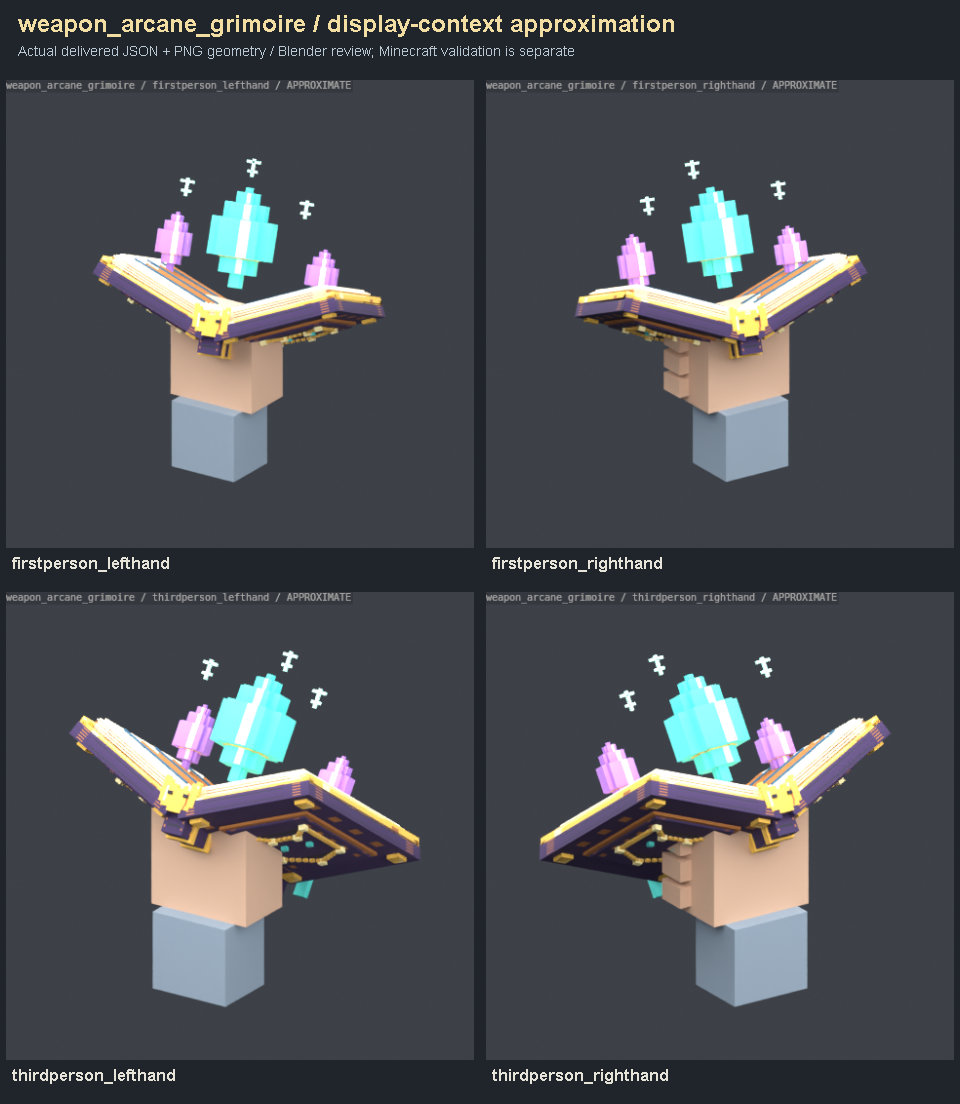 weapon_arcane_grimoire / display-context approximation
Actual delivered JSON + PNG geometry / Blender review; Minecraft validation is separate
weapon_arcane_grimoire / firstperson_lefthand / APPROXIMATE
weapon_arcane_grimoire / firstperson_righthand / APPROXIMATE
firstperson_lefthand
firstperson_righthand
weapon_arcane_grimoire / thirdperson_lefthand / APPROXIMATE
weapon_arcane_grimoire / thirdperson_righthand / APPROXIMATE
thirdperson_lefthand
thirdperson_righthand